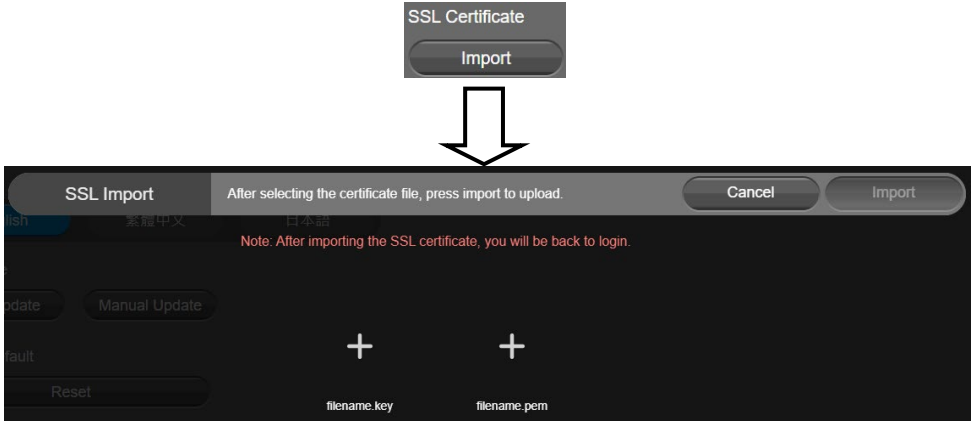 SSL Certificate
Import
SSL Import
After selecting the certificate file, press import to upload.
Cancel
Import
lish
繁體中文
日本語
Note: After importing the SSL certificate, you will be back to login.
e
pdate
Manual Update
fault
Reset
filename.key
filename.pem